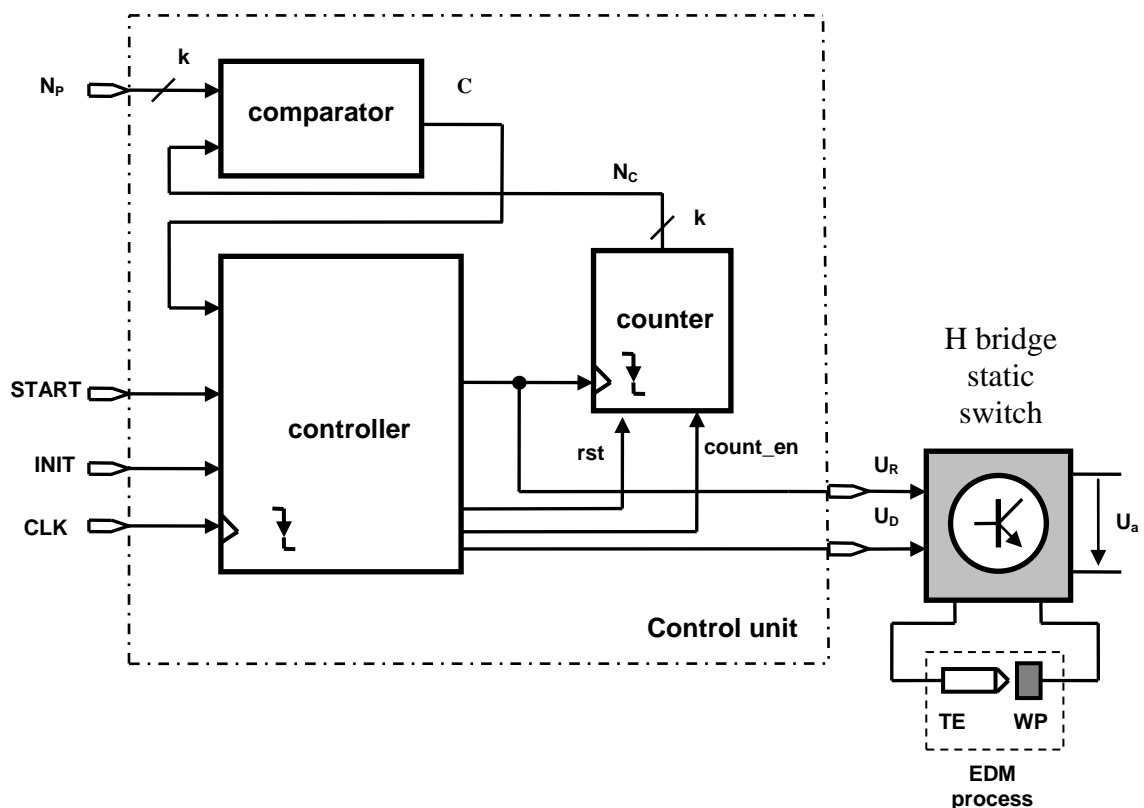 k
N_P
C
comparator
N_C
k
counter
H bridge
static
switch
START
controller
rst
count_en
INIT
U_R
CLK
U_D
U_a
Control unit
TE
WP
EDM
process